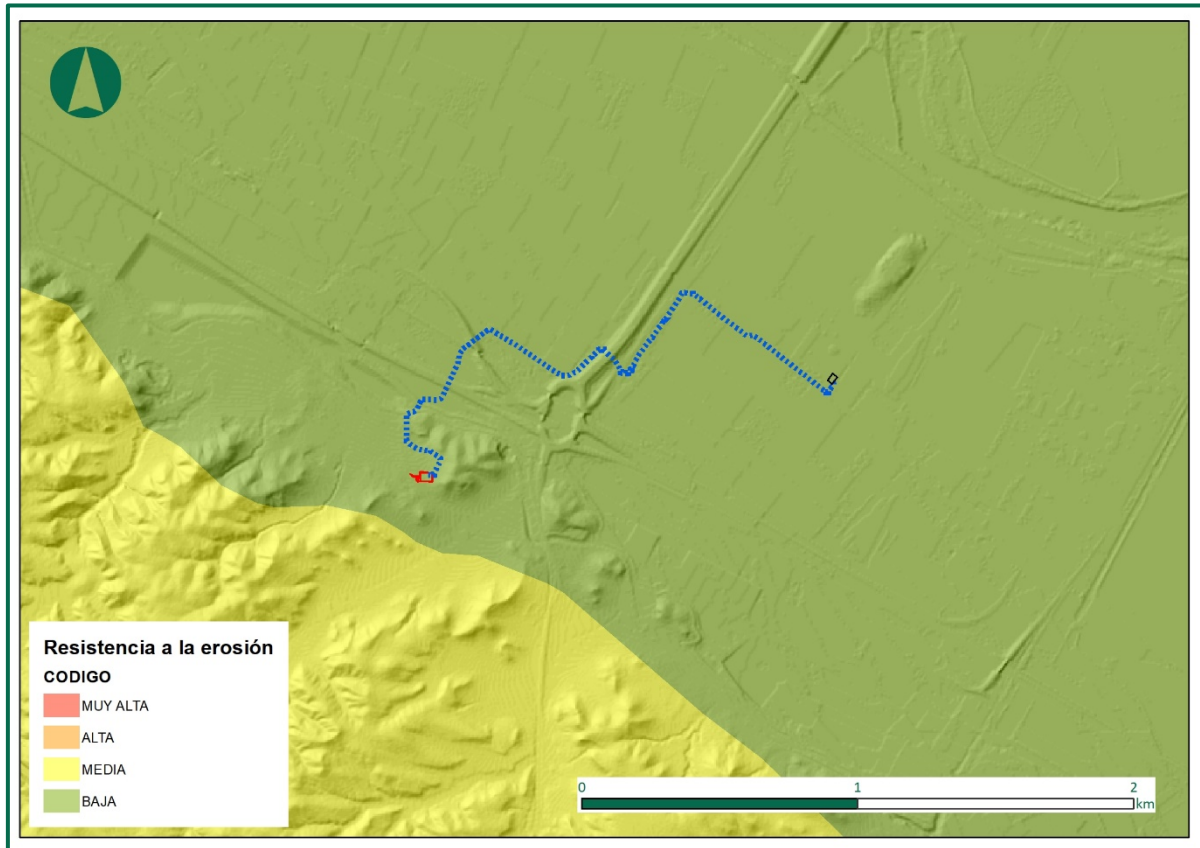 Resistencia a la erosión
CODIGO
MUY ALTA
ALTA
MEDIA
BAJA
0 1 2
km